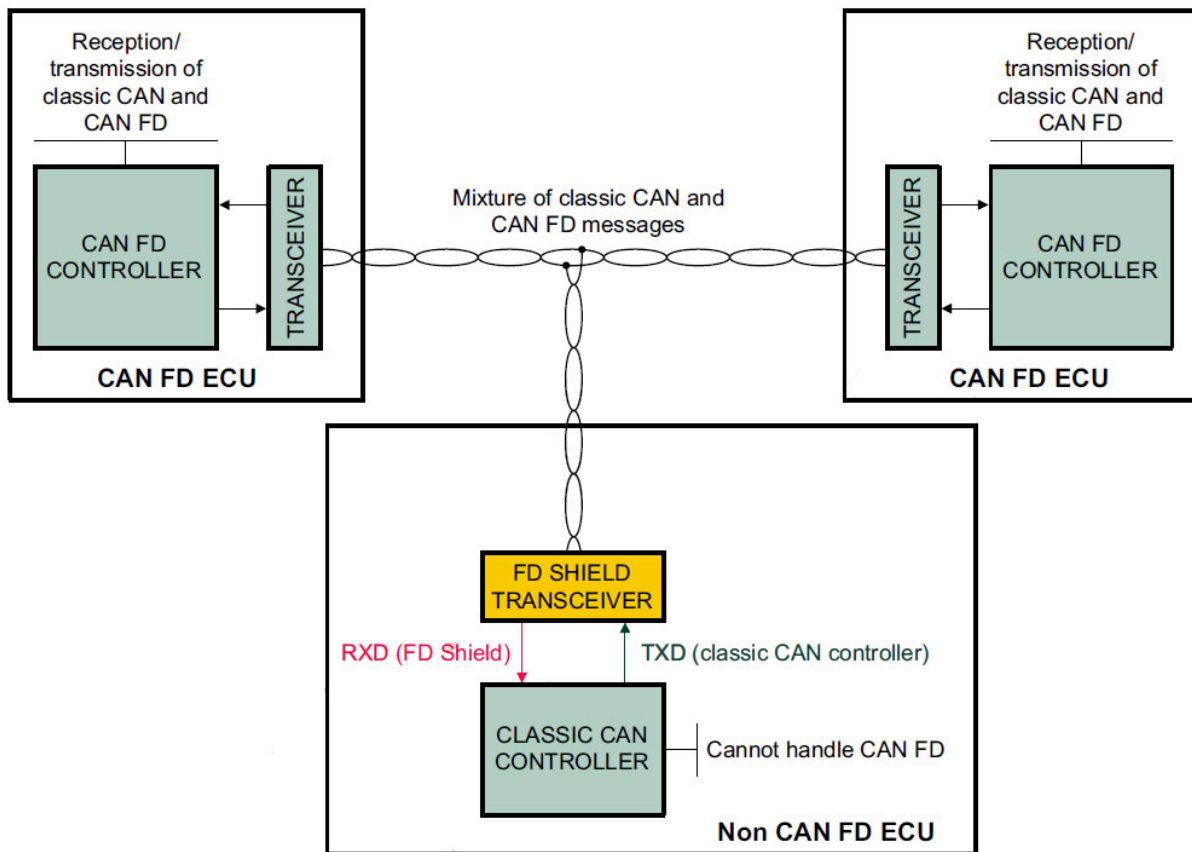 Reception/
transmission of
classic CAN and
CAN FD
CAN FD
CONTROLLER
TRANSCEIVER
CAN FD ECU
Mixture of classic CAN and
CAN FD messages
Reception/
transmission of
classic CAN and
CAN FD
TRANSCEIVER
CAN FD
CONTROLLER
CAN FD ECU
FD SHIELD
TRANSCEIVER
RXD (FD Shield)
TXD (classic CAN controller)
CLASSIC CAN
CONTROLLER
Cannot handle CAN FD
Non CAN FD ECU